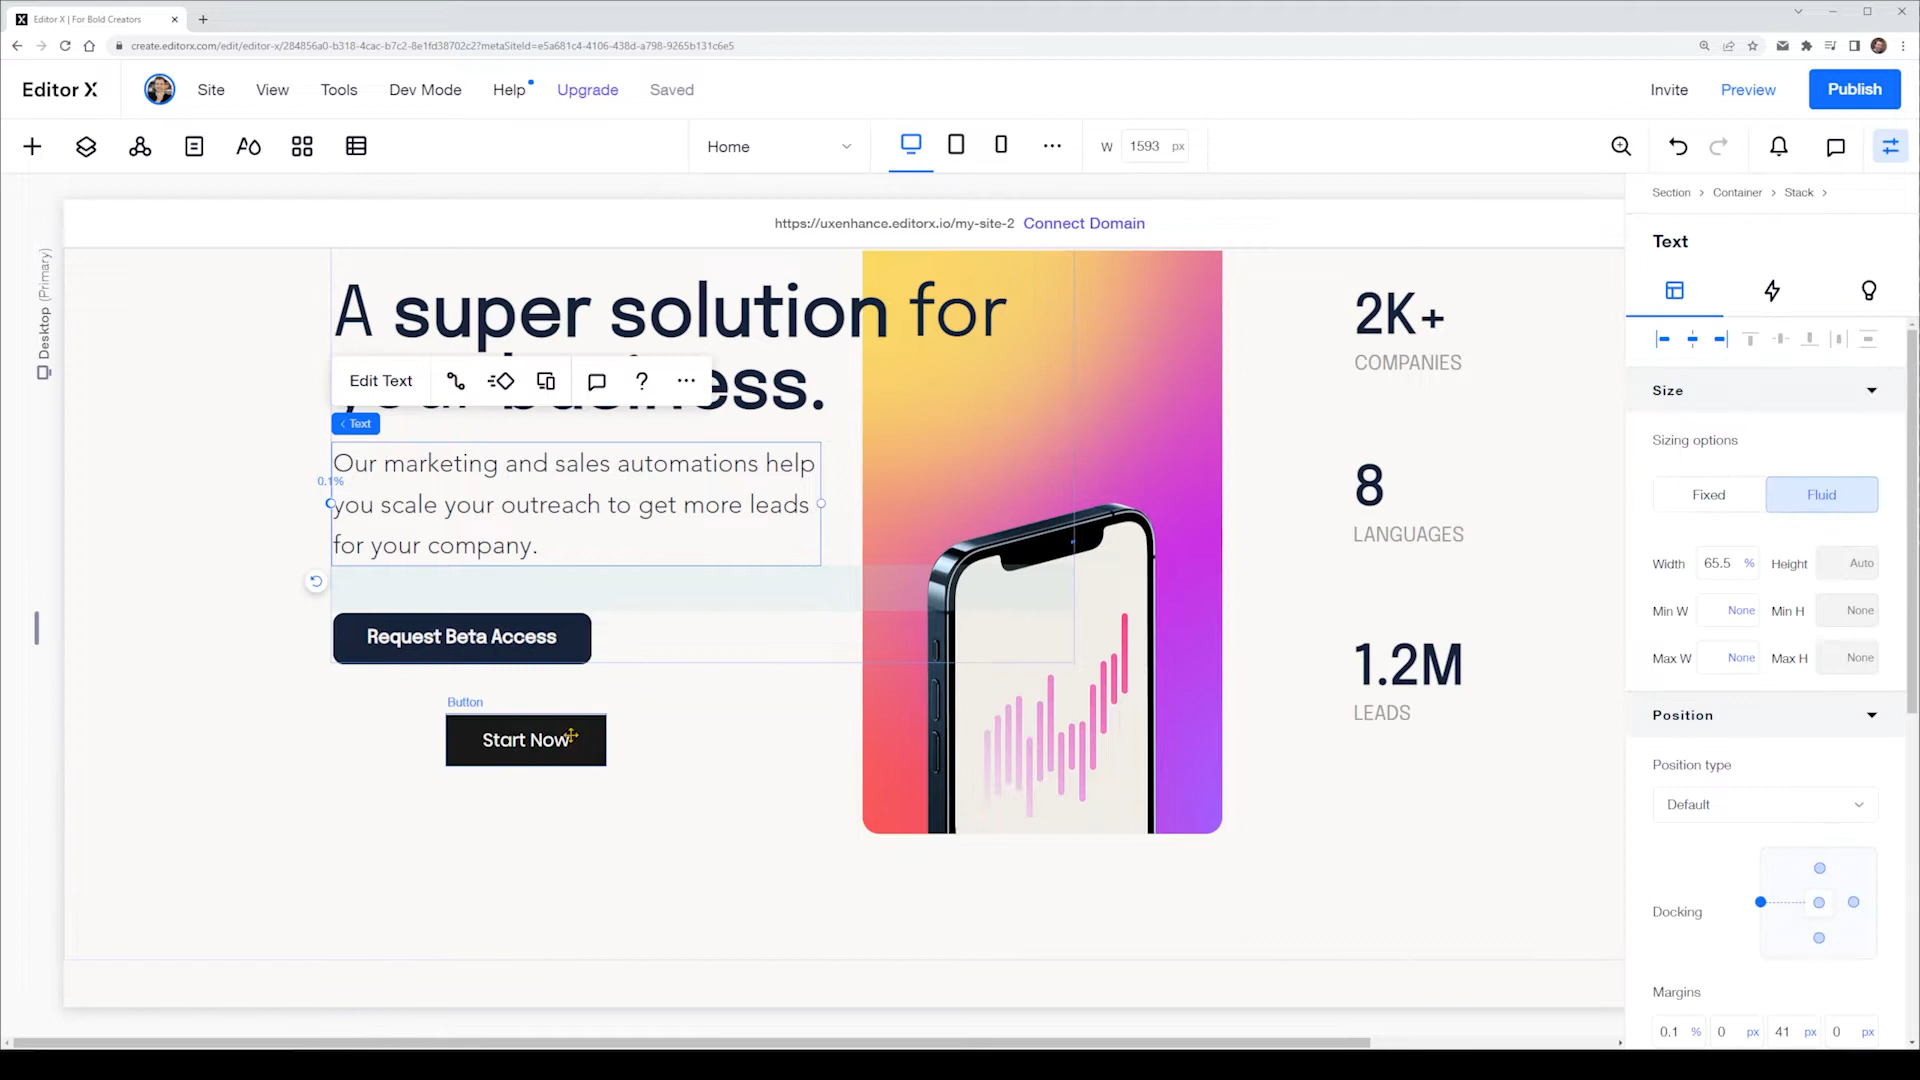 Editor X | For Bold Creators
create.editorx.com/edit/editor-x/284856a0-b318-4cac-b7c2-8e1fd38702c2?metaSiteId=e5a681c4-4106-438d-a798-9265b131c6e5
Editor X
Site
View
Tools
Dev Mode
Help
Upgrade
Saved
Invite
Preview
Publish
Home
W 1593 px
Section > Container > Stack >
https://uxenhance.editorx.io/my-site-2 Connect Domain
Desktop (Primary)
A super solution for
your business.
Edit Text
Text
0.1%
Our marketing and sales automations help
you scale your outreach to get more leads
for your company.
Request Beta Access
Button
Start Now
2K+
COMPANIES
8
LANGUAGES
1.2M
LEADS
Text
Size
Sizing options
Fixed
Fluid
Width 65.5 % Height Auto
Min W None Min H None
Max W None Max H None
Position
Position type
Default
Docking
Margins
0.1 % 0 px 41 px 0 px